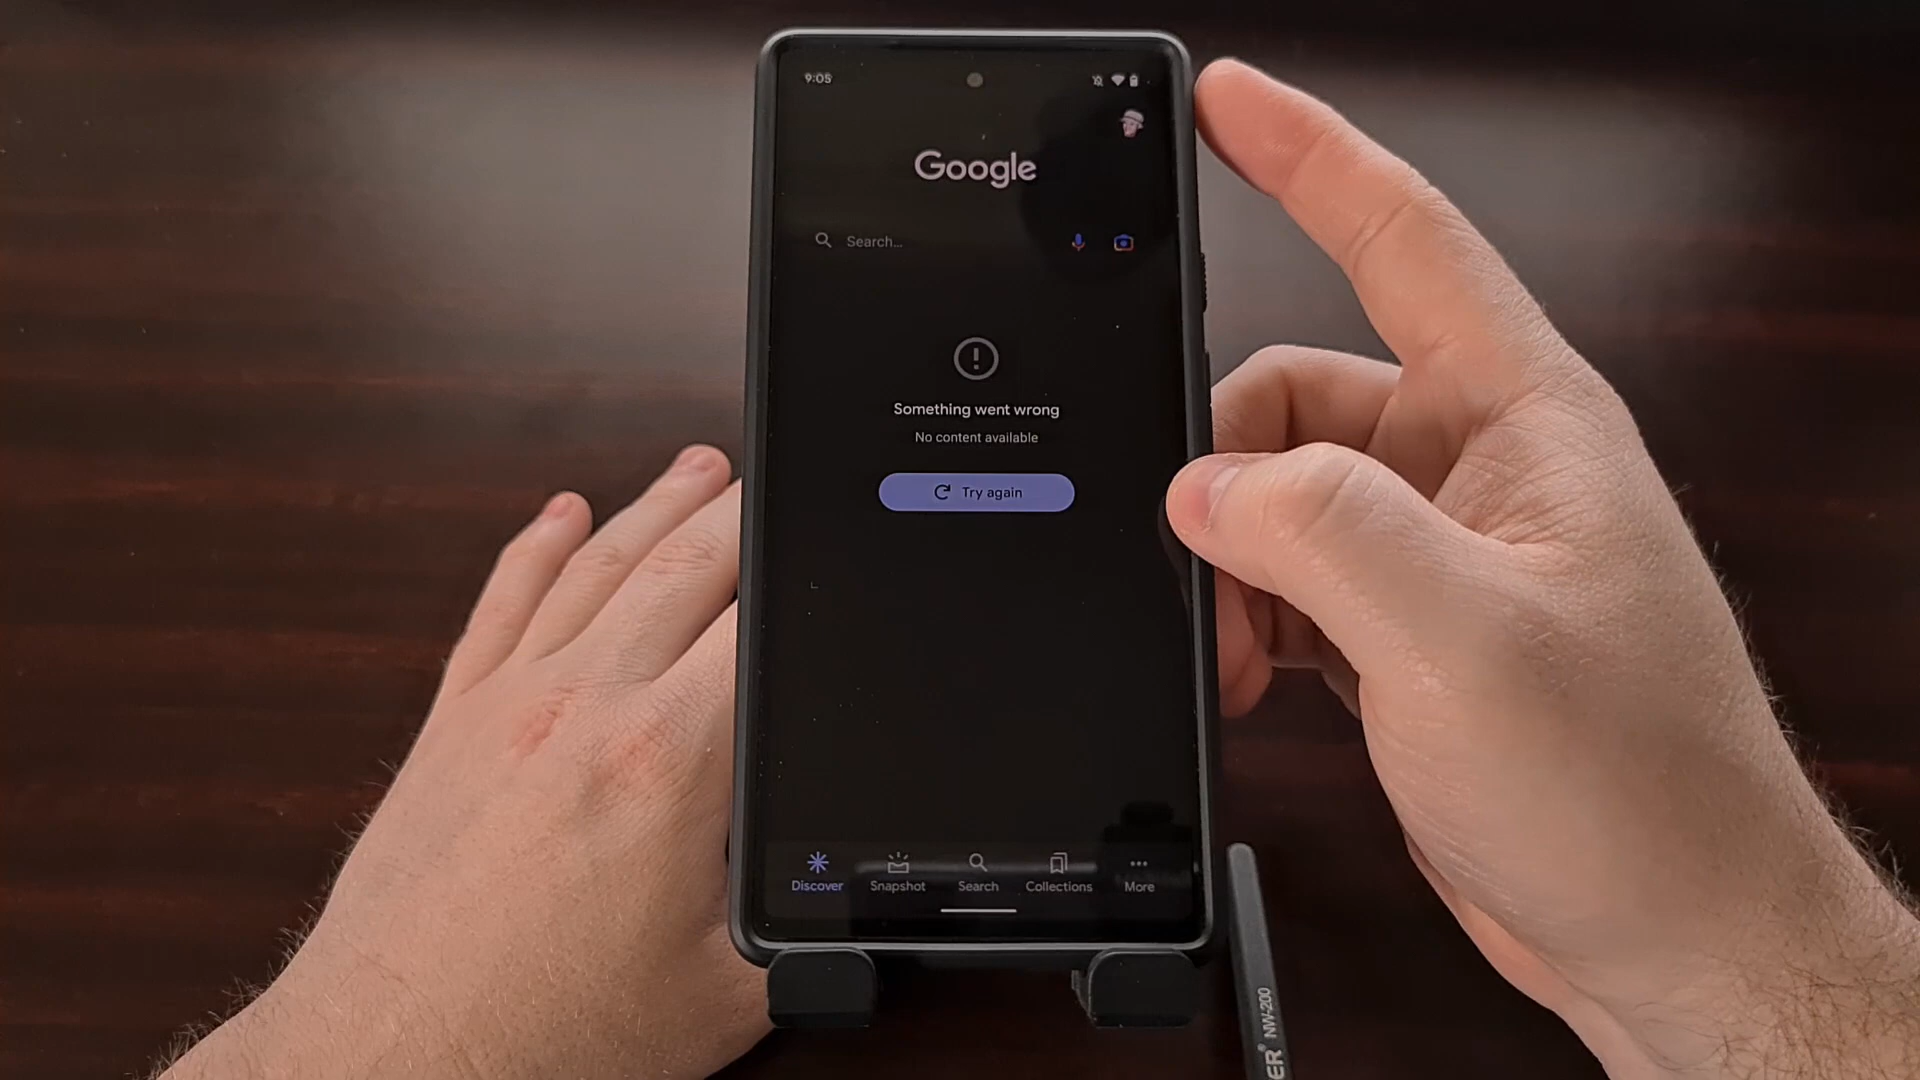 9:05
Google
Search...
Something went wrong
No content available
Try again
Discover
Snapshot
Search
Collections
More
ER® NW-200